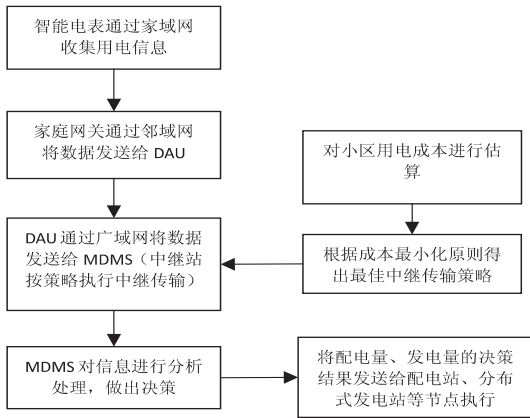 智能电表通过家域网
收集用电信息
家庭网关通过邻域网
将数据发送给 DAU
对小区用电成本进行估
算
DAU 通过广域网将数据
发送给 MDMS（中继站
按策略执行中继传输）
根据成本最小化原则得
出最佳中继传输策略
MDMS 对信息进行分析
处理，做出决策
将配电量、发电量的决策
结果发送给配电站、分布
式发电站等节点执行